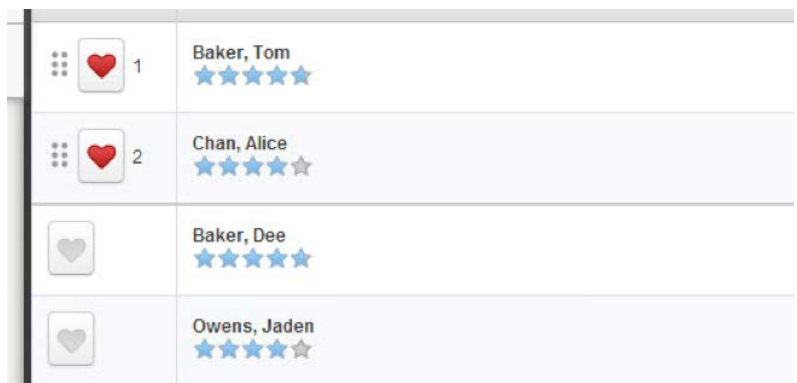 1
Baker, Tom
2
Chan, Alice
Baker, Dee
Owens, Jaden